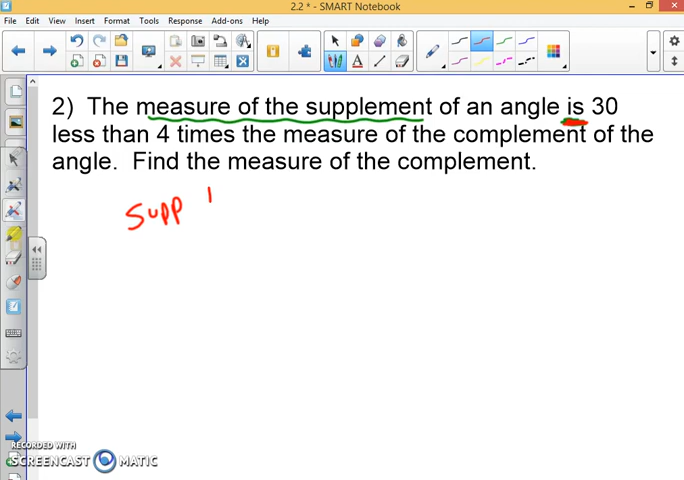 2.2 * - SMART Notebook
File Edit View Insert Format Tools Response Add-ons Help
2) The measure of the supplement of an angle is 30
less than 4 times the measure of the complement of the
angle. Find the measure of the complement.
Supp
RECORDED WITH
SCREENCAST MATIC